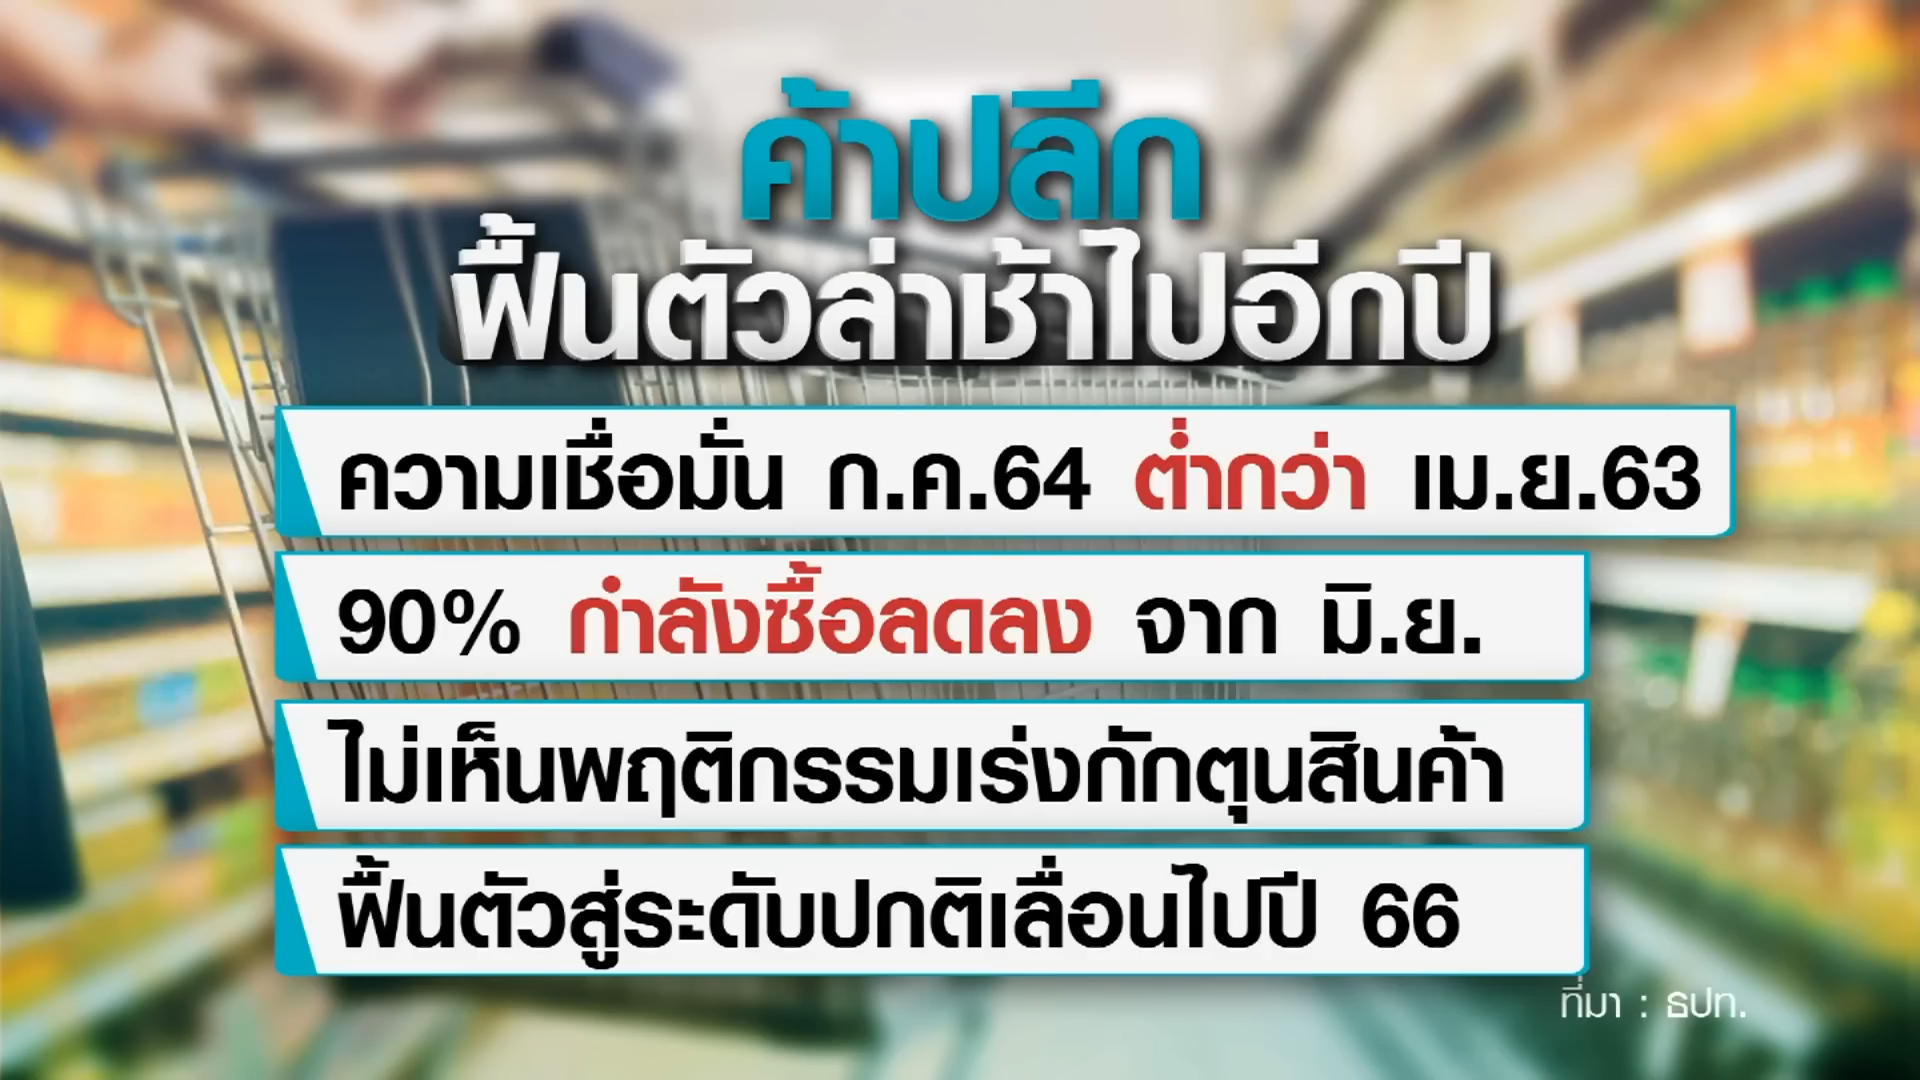 ค้าปลีก
ฟื้นตัวล่าช้าไปอีกปี
ความเชื่อมั่น ก.ค.64 ต่ำกว่า เม.ย.63
90% กำลังซื้อลดลง จาก มิ.ย.
ไม่เห็นพฤติกรรมเร่งกักตุนสินค้า
ฟื้นตัวสู่ระดับปกติเลื่อนไปปี 66
ที่มา : ธปท.